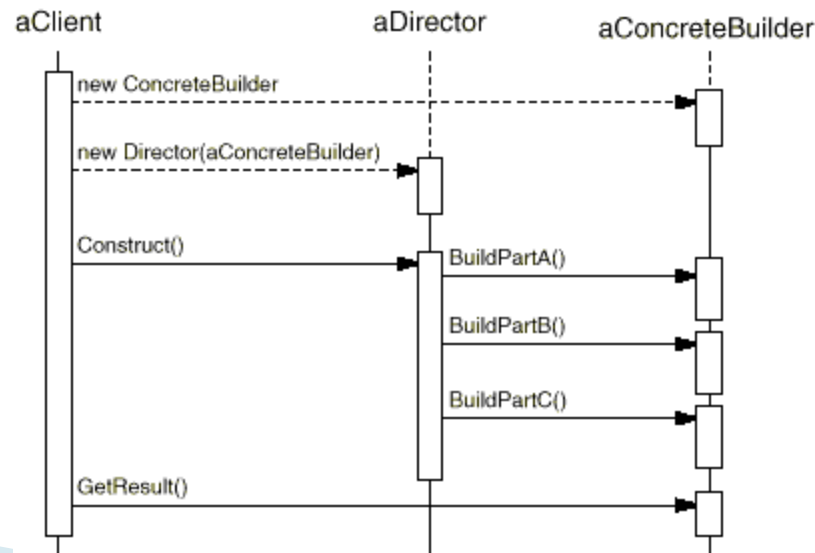 aClient
aDirector
aConcreteBuilder
new ConcreteBuilder
new Director(aConcreteBuilder)
Construct()
BuildPartA()
BuildPartB()
BuildPartC()
GetResult()